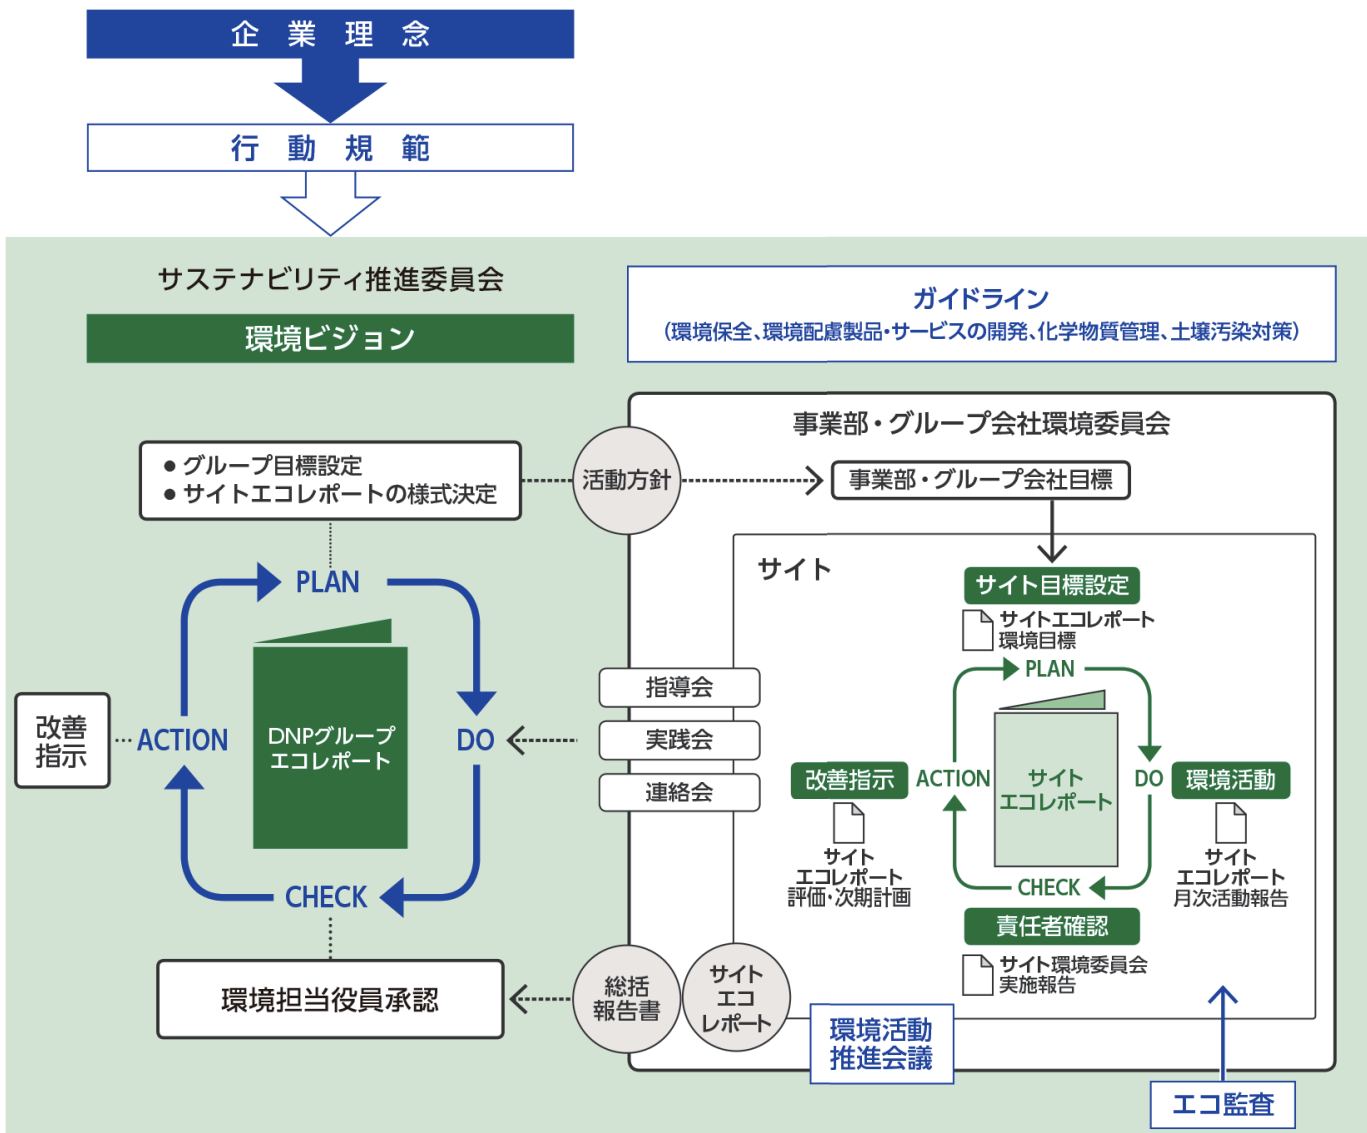 企業理念
行動規範
サステナビリティ推進委員会
環境ビジョン
ガイドライン
（環境保全、環境配慮製品・サービスの開発、化学物質管理、土壌汚染対策）
● グループ目標設定
● サイトエコレポートの様式決定
活動方針
事業部・グループ会社環境委員会
事業部・グループ会社目標
PLAN
DO
CHECK
ACTION
DNPグループ
エコレポート
改善
指示
環境担当役員承認
指導会
実践会
連絡会
総括
報告書
サイト
エコ
レポート
サイト
サイト目標設定
サイトエコレポート
環境目標
PLAN
DO
CHECK
ACTION
サイト
エコレポート
環境活動
サイト
エコレポート
月次活動報告
責任者確認
サイト環境委員会
実施報告
改善指示
サイト
エコレポート
評価・次期計画
環境活動
推進会議
エコ監査